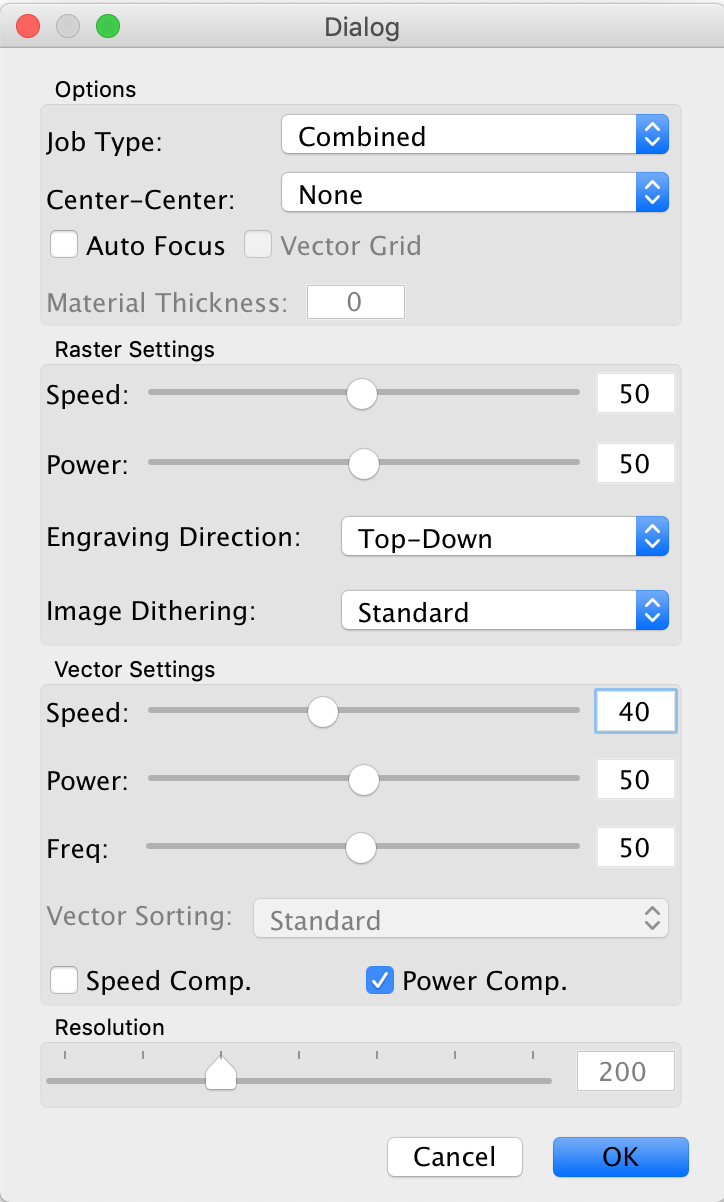 Dialog
Options
Job Type: Combined
Center-Center: None
Auto Focus Vector Grid
Material Thickness: 0
Raster Settings
Speed: 50
Power: 50
Engraving Direction: Top-Down
Image Dithering: Standard
Vector Settings
Speed: 40
Power: 50
Freq: 50
Vector Sorting: Standard
Speed Comp. Power Comp.
Resolution
200
Cancel OK